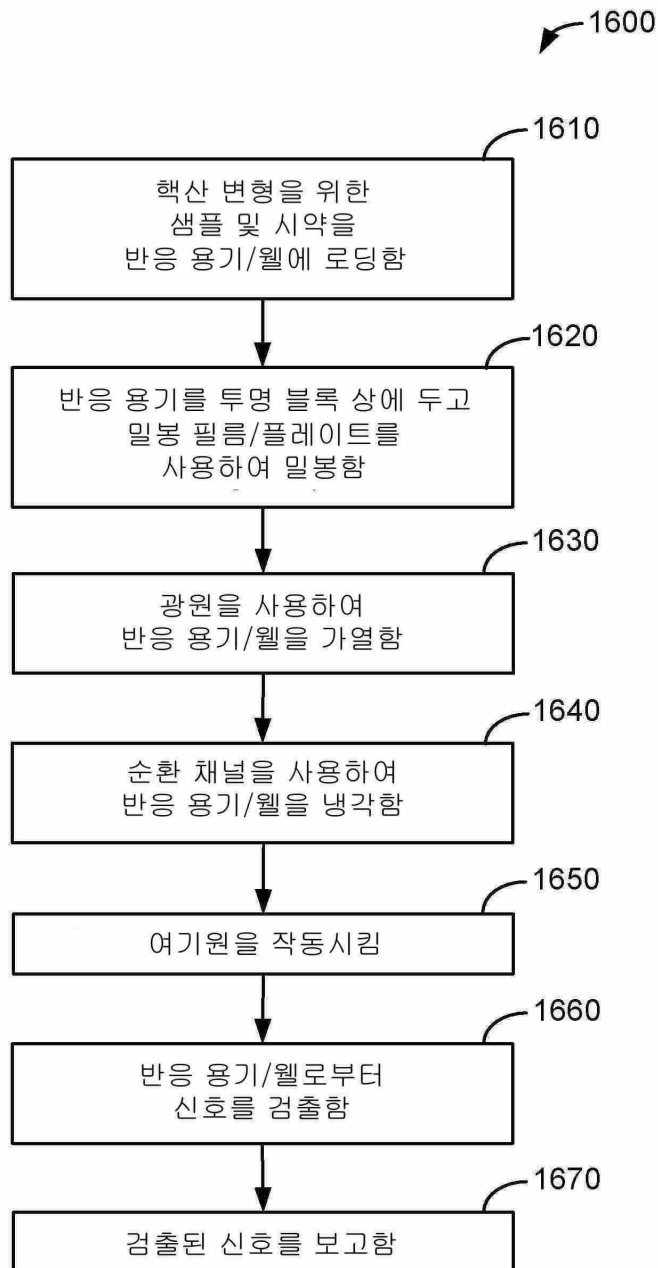 1600
1610
핵산 변형을 위한
샘플 및 시약을
반응 용기/웰에 로딩함
1620
반응 용기를 투명 블록 상에 두고
밀봉 필름/플레이트를
사용하여 밀봉함
1630
광원을 사용하여
반응 용기/웰을 가열함
1640
순환 채널을 사용하여
반응 용기/웰을 냉각함
1650
여기원을 작동시킴
1660
반응 용기/웰로부터
신호를 검출함
1670
검출된 신호를 보고함